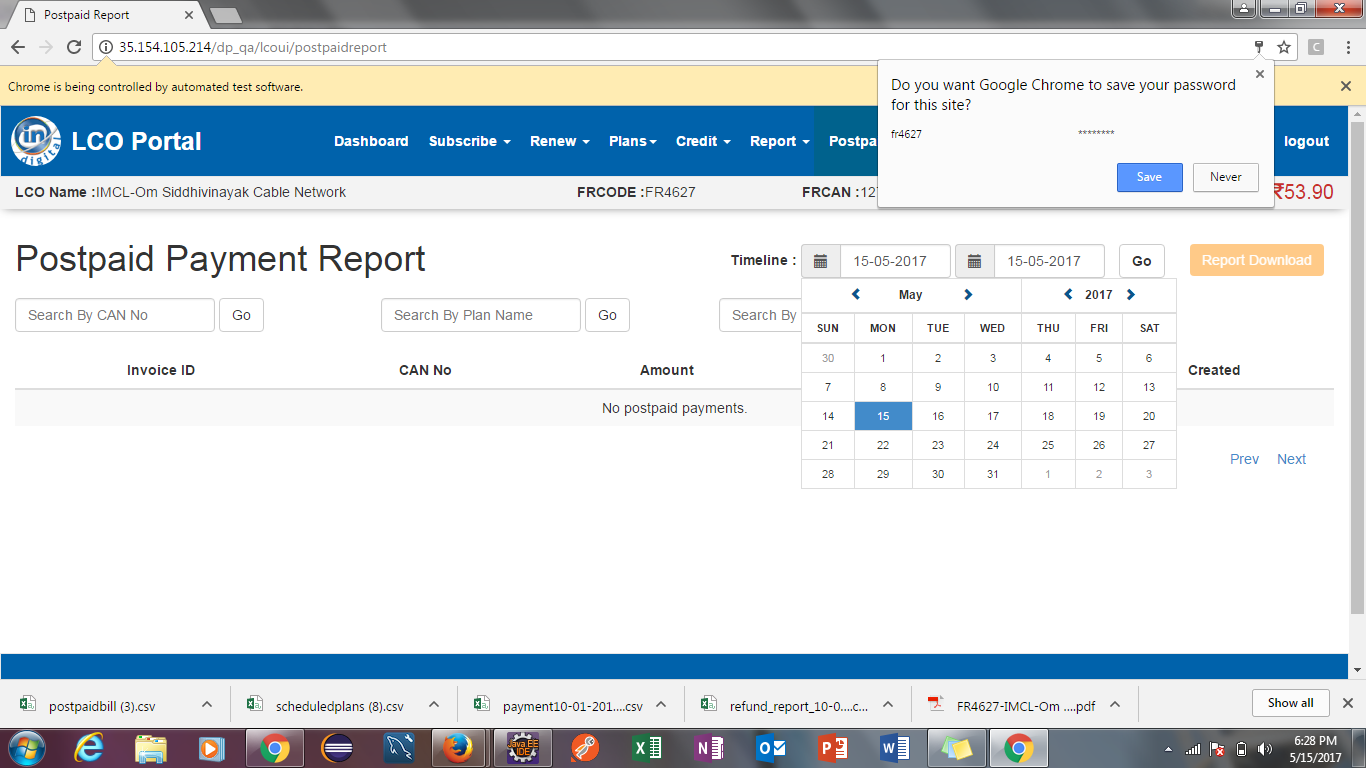 Postpaid Report
35.154.105.214/dp_qa/lcoui/postpaidreport
C
Chrome is being controlled by automated test software.
Do you want Google Chrome to save your password
for this site?
fr4627 ********
Save Never
in digital LCO Portal Dashboard Subscribe Renew Plans Credit Report Postpa logout
LCO Name :IMCL-Om Siddhivinayak Cable Network FRCODE :FR4627 FRCAN :127 ₹53.90
Postpaid Payment Report Timeline : 15-05-2017 15-05-2017 Go Report Download
Search By CAN No Go Search By Plan Name Go Search By
May 2017
SUN MON TUE WED THU FRI SAT
30 1 2 3 4 5 6
7 8 9 10 11 12 13
14 15 16 17 18 19 20
21 22 23 24 25 26 27
28 29 30 31 1 2 3
Invoice ID CAN No Amount Created
No postpaid payments.
Prev Next
postpaidbill (3).csv scheduledplans (8).csv payment10-01-201....csv refund_report_10-0....c... FR4627-IMCL-Om ....pdf Show all
Java EE IDE
6:28 PM
5/15/2017